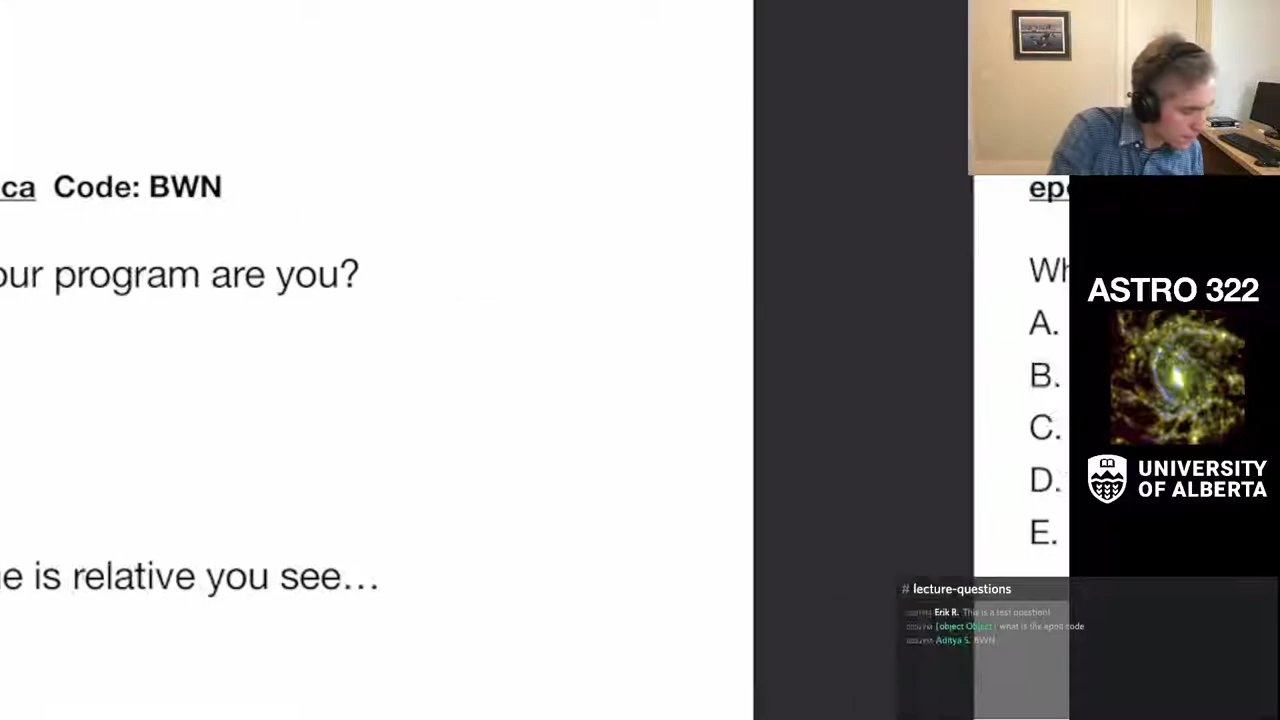 ca Code: BWN
our program are you?
e is relative you see…
ep
Wh
A.
B.
C.
D.
E.
ASTRO 322
UNIVERSITY
OF ALBERTA
# lecture-questions
Erik R. This is a test question!
[object Object] what is the epoll code
Aditya S. BWN